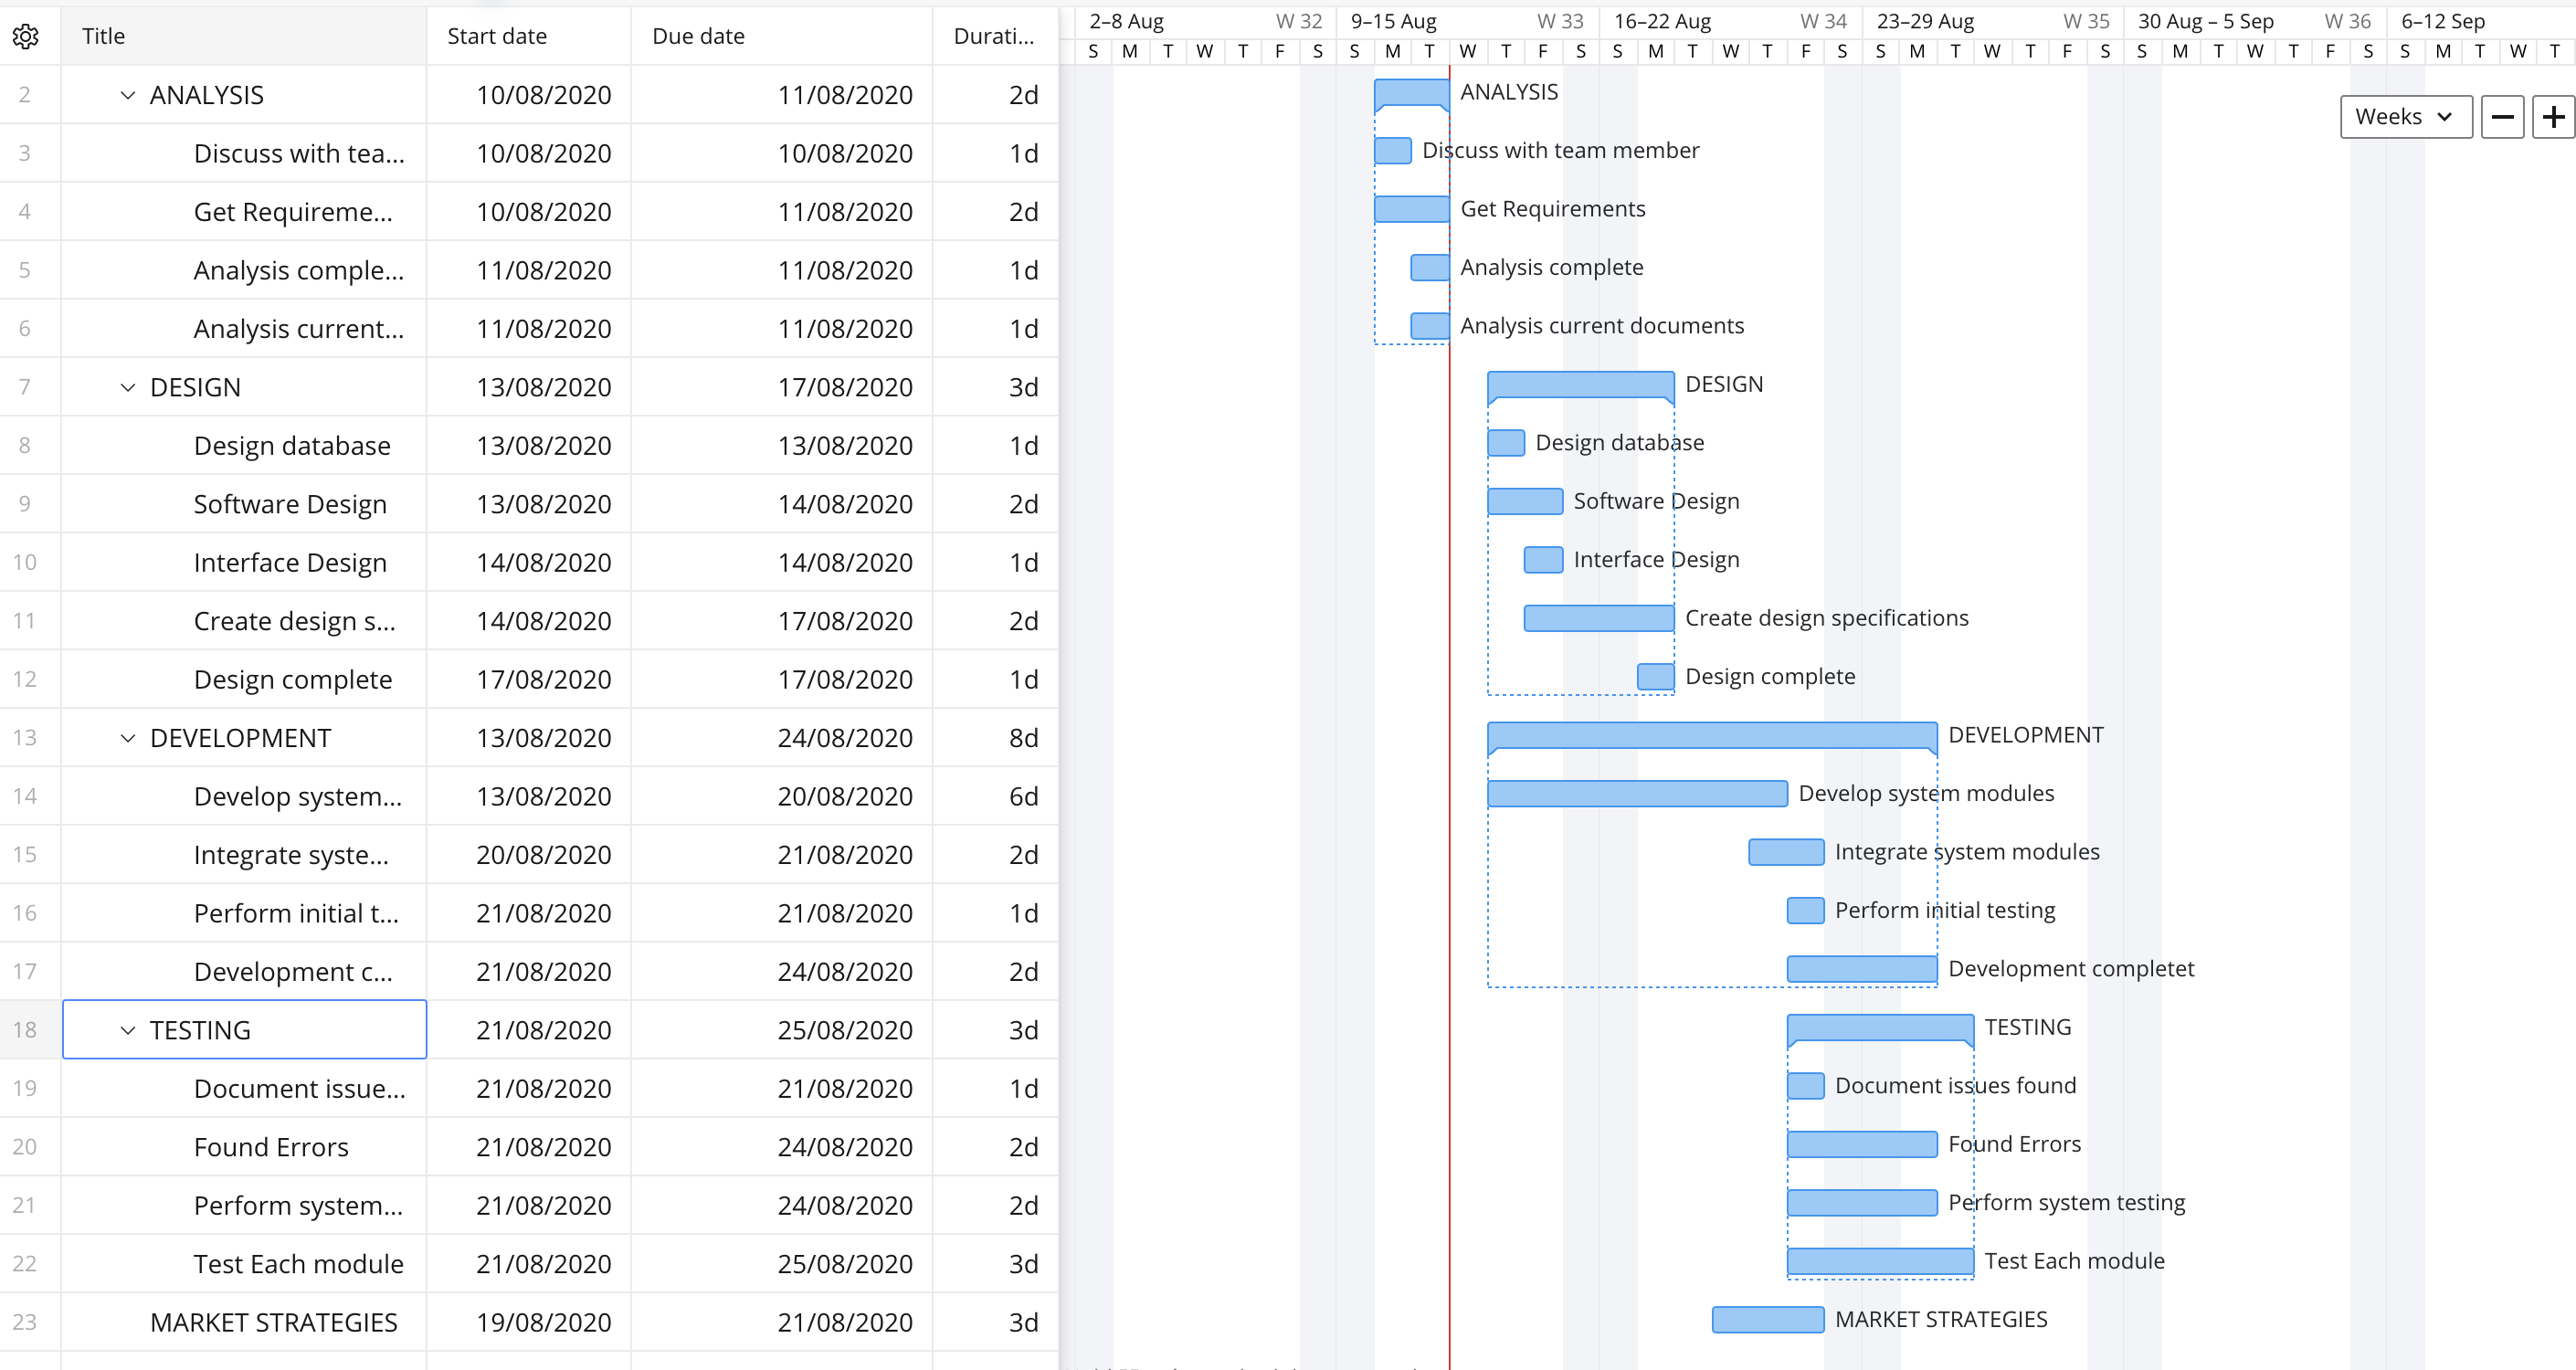 Title Start date Due date Durati...
2–8 Aug W 32 9–15 Aug W 33 16–22 Aug W 34 23–29 Aug W 35 30 Aug – 5 Sep W 36 6–12 Sep
S M T W T F S S M T W T F S S M T W T F S S M T W T F S S M T W T F S S M T W T
Weeks
2 ANALYSIS 10/08/2020 11/08/2020 2d ANALYSIS
3 Discuss with tea... 10/08/2020 10/08/2020 1d Discuss with team member
4 Get Requireme... 10/08/2020 11/08/2020 2d Get Requirements
5 Analysis comple... 11/08/2020 11/08/2020 1d Analysis complete
6 Analysis current... 11/08/2020 11/08/2020 1d Analysis current documents
7 DESIGN 13/08/2020 17/08/2020 3d DESIGN
8 Design database 13/08/2020 13/08/2020 1d Design database
9 Software Design 13/08/2020 14/08/2020 2d Software Design
10 Interface Design 14/08/2020 14/08/2020 1d Interface Design
11 Create design s... 14/08/2020 17/08/2020 2d Create design specifications
12 Design complete 17/08/2020 17/08/2020 1d Design complete
13 DEVELOPMENT 13/08/2020 24/08/2020 8d DEVELOPMENT
14 Develop system... 13/08/2020 20/08/2020 6d Develop system modules
15 Integrate syste... 20/08/2020 21/08/2020 2d Integrate system modules
16 Perform initial t... 21/08/2020 21/08/2020 1d Perform initial testing
17 Development c... 21/08/2020 24/08/2020 2d Development completet
18 TESTING 21/08/2020 25/08/2020 3d TESTING
19 Document issue... 21/08/2020 21/08/2020 1d Document issues found
20 Found Errors 21/08/2020 24/08/2020 2d Found Errors
21 Perform system... 21/08/2020 24/08/2020 2d Perform system testing
22 Test Each module 21/08/2020 25/08/2020 3d Test Each module
23 MARKET STRATEGIES 19/08/2020 21/08/2020 3d MARKET STRATEGIES